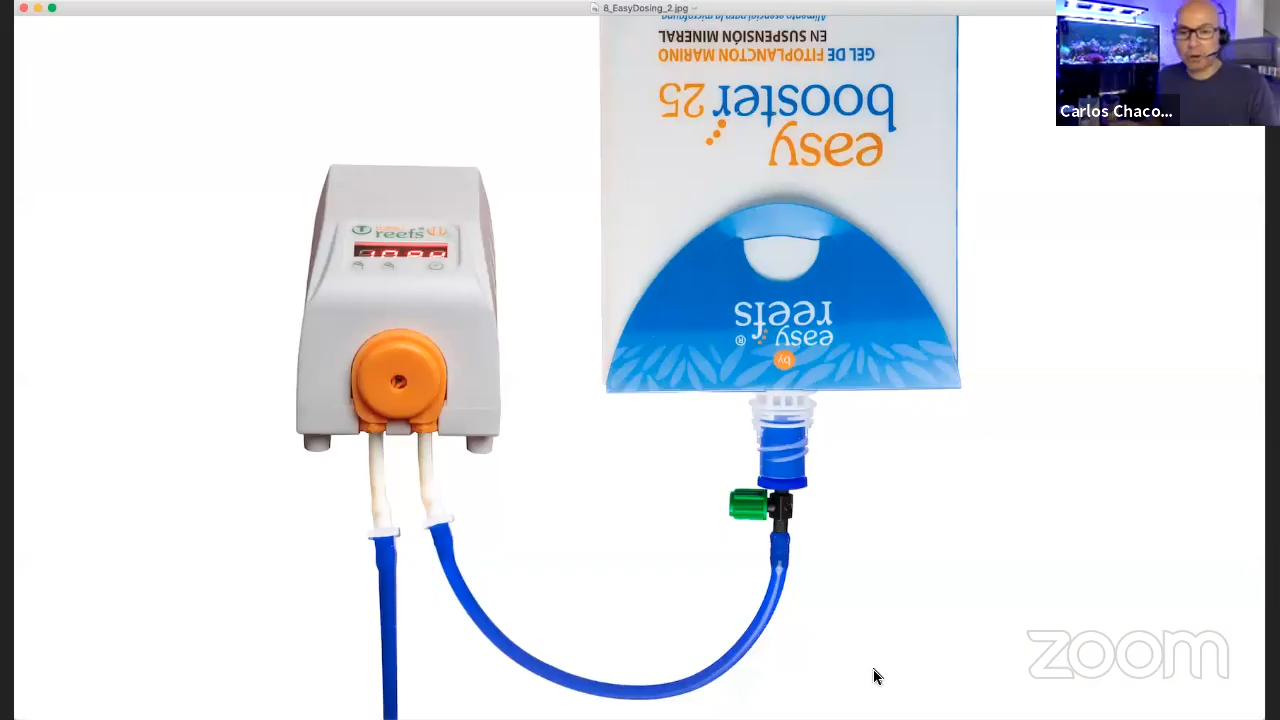 8_EasyDosing_2.jpg
Alimento esencial para la microfauna
EN SUSPENSIÓN MINERAL
GEL DE FITOPLANCTON MARINO
booster 25
easy
reefs
easy
®
by
reefs
Carlos Chaco...
zoom